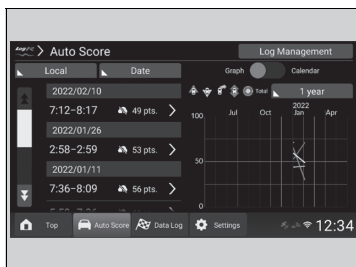 Log R > Auto Score
Log Management
Local
Date
Graph
Calendar
Total
1 year
2022/02/10
7:12–8:17 49 pts. >
2022/01/26
2:58–2:59 53 pts. >
2022/01/11
7:36–8:09 56 pts. >
100
Jul
Oct
2022
Jan
Apr
50
0
Top
Auto Score
Data Log
Settings
12:34